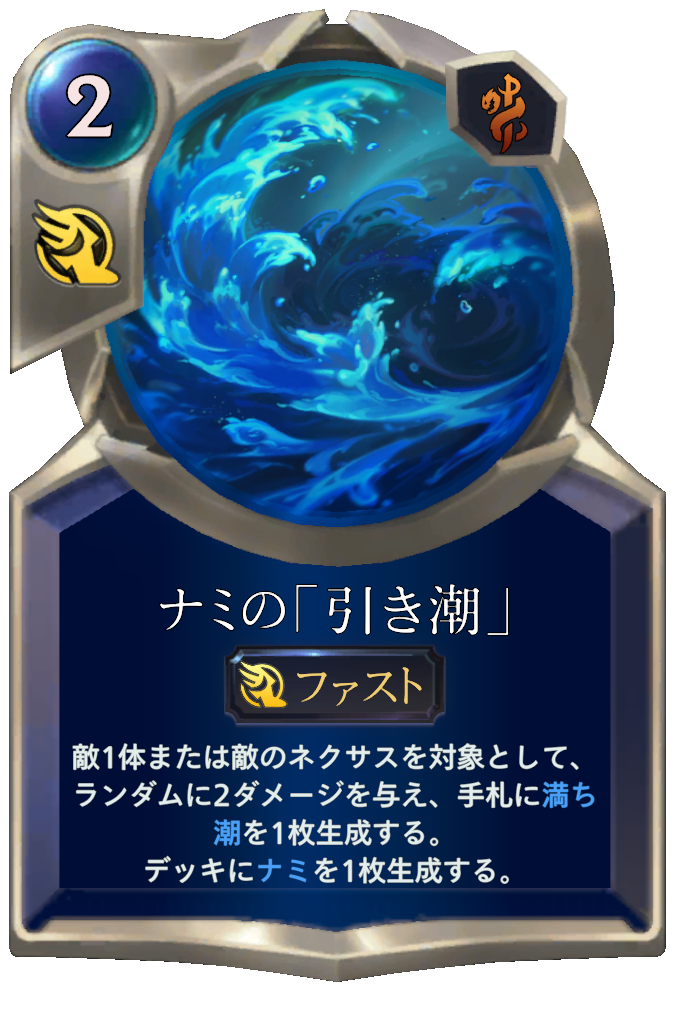 2
ナミの「引き潮」
ファスト
敵1体または敵のネクサスを対象として、
ランダムに2ダメージを与え、手札に満ち
潮を1枚生成する。
デッキにナミを1枚生成する。